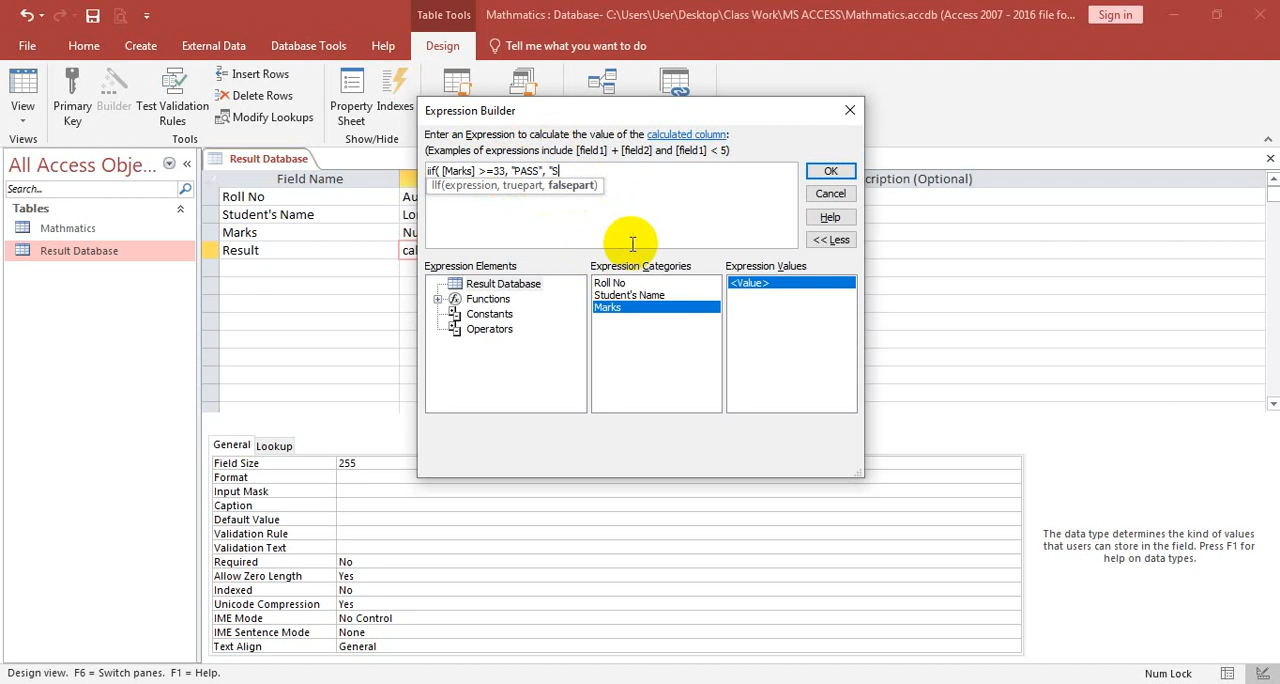 Table Tools
Mathmatics : Database- C:\Users\User\Desktop\Class Work\MS ACCESS\Mathmatics.accdb (Access 2007 - 2016 file fo...
Sign in
File
Home
Create
External Data
Database Tools
Help
Design
Tell me what you want to do
View
Primary Key
Builder
Test Validation Rules
Insert Rows
Delete Rows
Modify Lookups
Property Sheet
Indexes
Views
Tools
Show/Hide
All Access Obje...
Search...
Tables
Mathmatics
Result Database
Result Database
Field Name
cription (Optional)
Roll No
Au
Student's Name
Lon
Marks
Nu
Result
cal
Expression Builder
Enter an Expression to calculate the value of the calculated column:
(Examples of expressions include [field1] + [field2] and [field1] < 5)
iif( [Marks] >=33, "PASS", "S
IIf(expression, truepart, falsepart)
OK
Cancel
Help
<< Less
Expression Elements
Expression Categories
Expression Values
Result Database
Functions
Constants
Operators
Roll No
Student's Name
Marks
<Value>
General
Lookup
Field Size 255
Format
Input Mask
Caption
Default Value
Validation Rule
Validation Text
Required No
Allow Zero Length Yes
Indexed No
Unicode Compression Yes
IME Mode No Control
IME Sentence Mode None
Text Align General
The data type determines the kind of values
that users can store in the field. Press F1 for
help on data types.
Design view. F6 = Switch panes. F1 = Help.
Num Lock